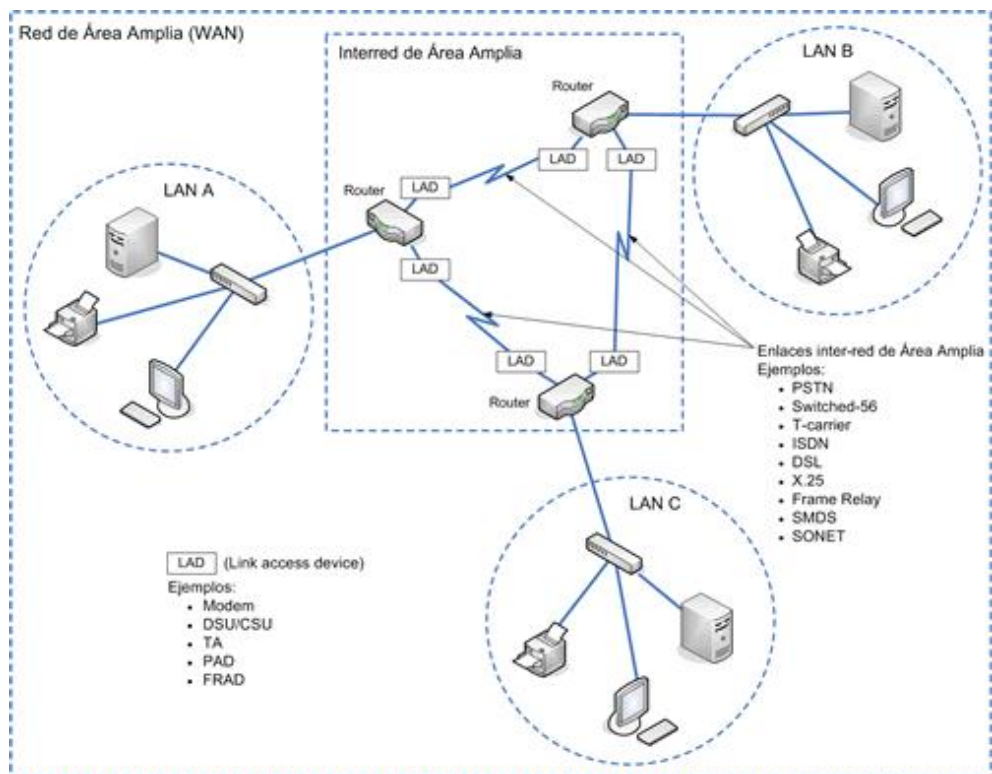 Red de Área Amplia (WAN)
Interred de Área Amplia
LAN B
Router
LAD
LAD
LAN A
Router
LAD
LAD
LAD
LAD
Router
Enlaces inter-red de Área Amplia
Ejemplos:
• PSTN
• Switched-56
• T-carrier
• ISDN
• DSL
• X.25
• Frame Relay
• SMDS
• SONET
LAN C
LAD (Link access device)
Ejemplos:
• Modem
• DSU/CSU
• TA
• PAD
• FRAD